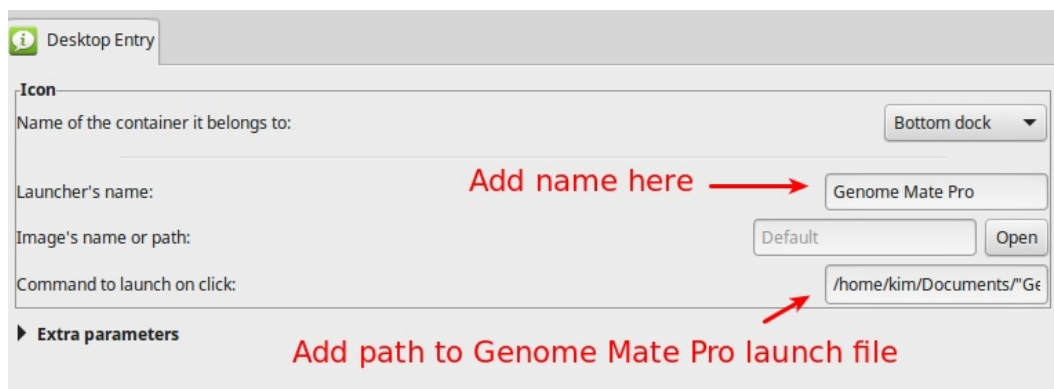 Desktop Entry
Icon
Name of the container it belongs to: Bottom dock
Add name here
Launcher's name: Genome Mate Pro
Image's name or path: Default Open
Command to launch on click: /home/kim/Documents/"Ge
Extra parameters
Add path to Genome Mate Pro launch file